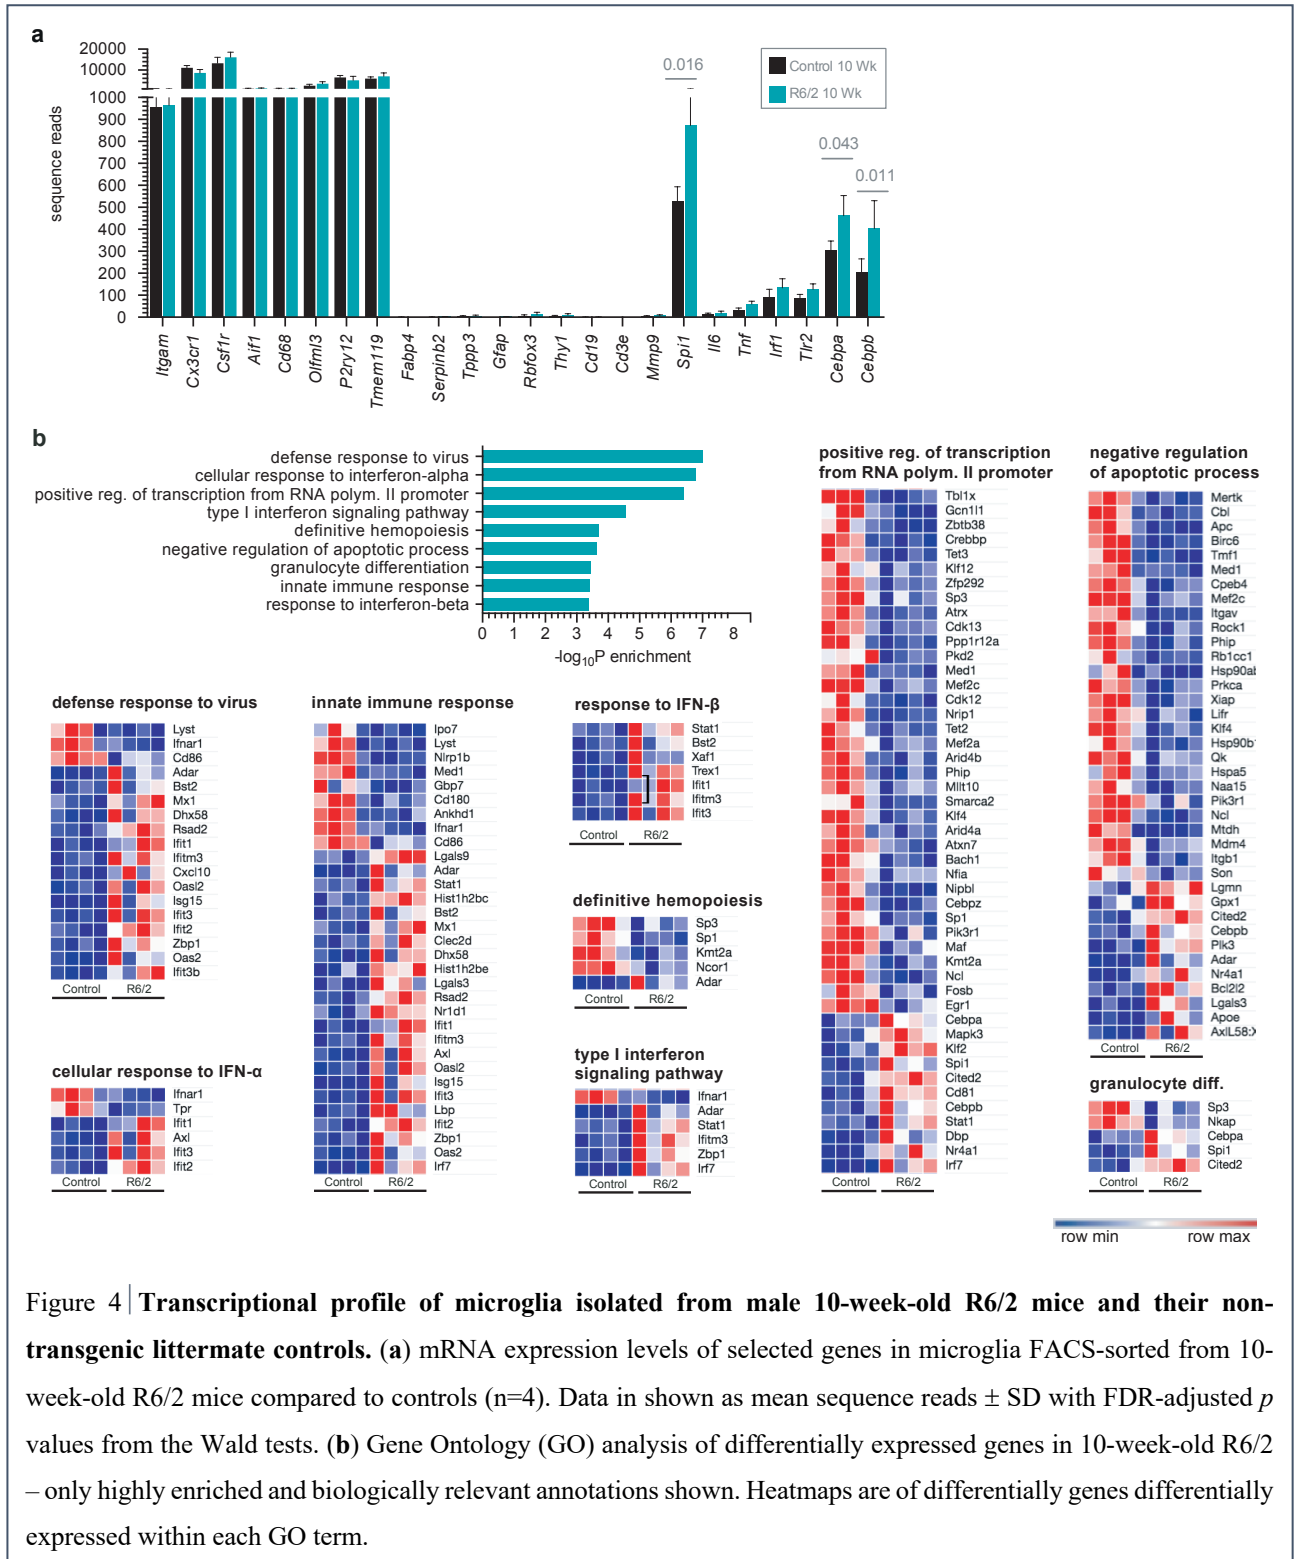 a
20000
10000
1000
900
800
700
600
500
400
300
200
100
0
sequence reads
Control 10 Wk
R6/2 10 Wk
0.016
0.043
0.011
Itgam
Cx3cr1
Csf1r
Aif1
Cd68
Olfml3
P2ry12
Tmem119
Fabp4
Serpinb2
Tppp3
Gfap
Rbfox3
Thy1
Cd19
Cd3e
Mmp9
Spi1
Il6
Tnf
Irf1
Tlr2
Cebpa
Cebpb
b
defense response to virus
cellular response to interferon-alpha
positive reg. of transcription from RNA polym. II promoter
type I interferon signaling pathway
definitive hemopoiesis
negative regulation of apoptotic process
granulocyte differentiation
innate immune response
response to interferon-beta
0 1 2 3 4 5 6 7 8
-log10P enrichment
defense response to virus
Lyst
Ifnar1
Cd86
Adar
Bst2
Mx1
Dhx58
Rsad2
Ifit1
Ifitm3
Cxcl10
Oasl2
Isg15
Ifit3
Ifit2
Zbp1
Oas2
Ifit3b
Control R6/2
cellular response to IFN-α
Ifnar1
Tpr
Ifit1
Axl
Ifit3
Ifit2
Control R6/2
innate immune response
Ipo7
Lyst
Nlrp1b
Med1
Gbp7
Cd180
Ankhd1
Ifnar1
Cd86
Lgals9
Adar
Stat1
Hist1h2bc
Bst2
Mx1
Clec2d
Dhx58
Hist1h2be
Lgals3
Rsad2
Nr1d1
Ifit1
Ifitm3
Axl
Oasl2
Isg15
Ifit3
Lbp
Ifit2
Zbp1
Oas2
Irf7
Control R6/2
response to IFN-β
Stat1
Bst2
Xaf1
Trex1
Ifit1
Ifitm3
Ifit3
Control R6/2
definitive hemopoiesis
Sp3
Sp1
Kmt2a
Ncor1
Adar
Control R6/2
type I interferon
signaling pathway
Ifnar1
Adar
Stat1
Ifitm3
Zbp1
Irf7
Control R6/2
positive reg. of transcription
from RNA polym. II promoter
Tbl1x
Gcn1l1
Zbtb38
Crebbp
Tet3
Klf12
Zfp292
Sp3
Atrx
Cdk13
Ppp1r12a
Pkd2
Med1
Mef2c
Cdk12
Nrip1
Tet2
Mef2a
Arid4b
Phip
Mllt10
Smarca2
Klf4
Arid4a
Atxn7
Bach1
Nfia
Nipbl
Cebpz
Sp1
Pik3r1
Maf
Kmt2a
Ncl
Fosb
Egr1
Cebpa
Mapk3
Klf2
Spi1
Cited2
Cd81
Cebpb
Stat1
Dbp
Nr4a1
Irf7
Control R6/2
negative regulation
of apoptotic process
Mertk
Cbl
Apc
Birc6
Tmf1
Med1
Cpeb4
Mef2c
Itgav
Rock1
Phip
Rb1cc1
Hsp90a
Prkca
Xiap
Lifr
Klf4
Hsp90b
Qk
Hspa5
Naa15
Pik3r1
Ncl
Mtdh
Mdm4
Itgb1
Son
Lgmn
Gpx1
Cited2
Cebpb
Plk3
Adar
Nr4a1
Bcl2l2
Lgals3
Apoe
AxlL58:
Control R6/2
granulocyte diff.
Sp3
Nkap
Cebpa
Spi1
Cited2
Control R6/2
row min row max
Figure 4 | Transcriptional profile of microglia isolated from male 10-week-old R6/2 mice and their non-
transgenic littermate controls. (a) mRNA expression levels of selected genes in microglia FACS-sorted from 10-
week-old R6/2 mice compared to controls (n=4). Data in shown as mean sequence reads ± SD with FDR-adjusted p
values from the Wald tests. (b) Gene Ontology (GO) analysis of differentially expressed genes in 10-week-old R6/2
– only highly enriched and biologically relevant annotations shown. Heatmaps are of differentially genes differentially
expressed within each GO term.